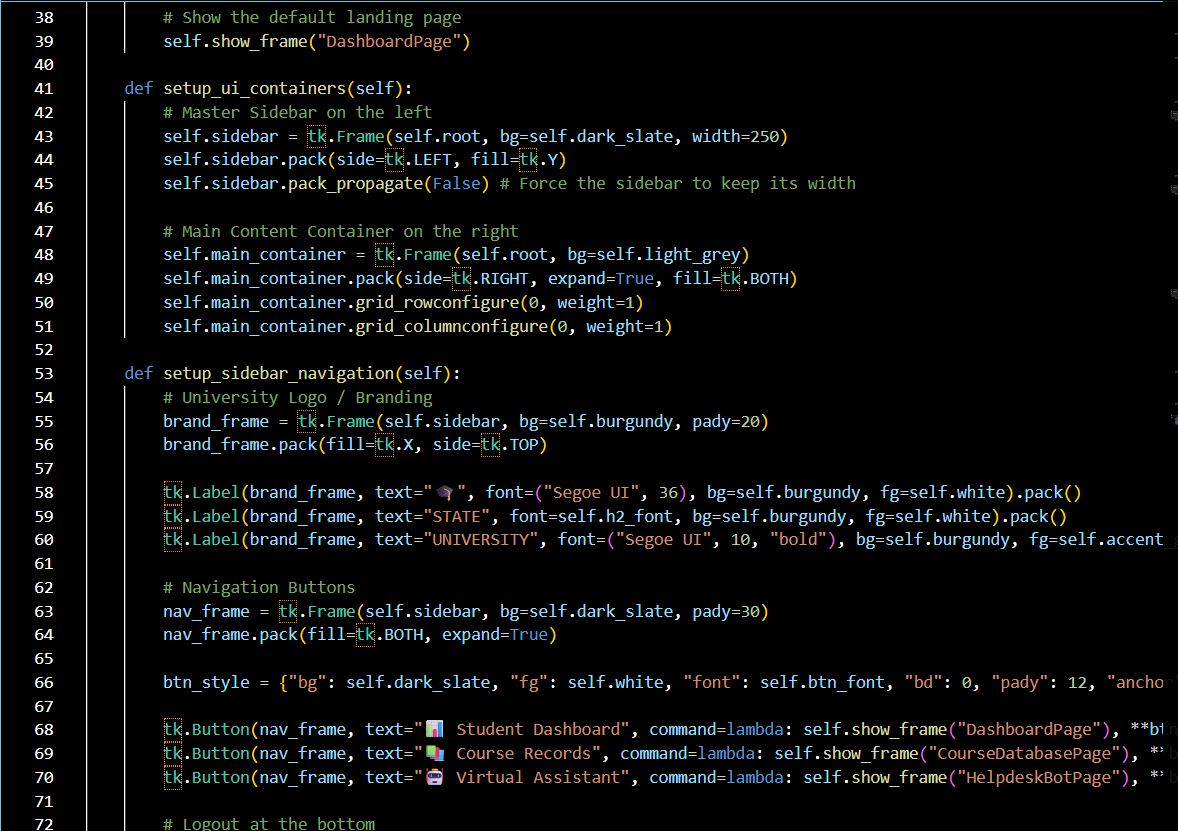 38 # Show the default landing page
39 self.show_frame("DashboardPage")
40
41 def setup_ui_containers(self):
42 # Master Sidebar on the left
43 self.sidebar = tk.Frame(self.root, bg=self.dark_slate, width=250)
44 self.sidebar.pack(side=tk.LEFT, fill=tk.Y)
45 self.sidebar.pack_propagate(False) # Force the sidebar to keep its width
46
47 # Main Content Container on the right
48 self.main_container = tk.Frame(self.root, bg=self.light_grey)
49 self.main_container.pack(side=tk.RIGHT, expand=True, fill=tk.BOTH)
50 self.main_container.grid_rowconfigure(0, weight=1)
51 self.main_container.grid_columnconfigure(0, weight=1)
52
53 def setup_sidebar_navigation(self):
54 # University Logo / Branding
55 brand_frame = tk.Frame(self.sidebar, bg=self.burgundy, pady=20)
56 brand_frame.pack(fill=tk.X, side=tk.TOP)
57
58 tk.Label(brand_frame, text="🎓", font=("Segoe UI", 36), bg=self.burgundy, fg=self.white).pack()
59 tk.Label(brand_frame, text="STATE", font=self.h2_font, bg=self.burgundy, fg=self.white).pack()
60 tk.Label(brand_frame, text="UNIVERSITY", font=("Segoe UI", 10, "bold"), bg=self.burgundy, fg=self.accent
61
62 # Navigation Buttons
63 nav_frame = tk.Frame(self.sidebar, bg=self.dark_slate, pady=30)
64 nav_frame.pack(fill=tk.BOTH, expand=True)
65
66 btn_style = {"bg": self.dark_slate, "fg": self.white, "font": self.btn_font, "bd": 0, "pady": 12, "ancho
67
68 tk.Button(nav_frame, text="📊 Student Dashboard", command=lambda: self.show_frame("DashboardPage"), **bt
69 tk.Button(nav_frame, text="📚 Course Records", command=lambda: self.show_frame("CourseDatabasePage"), **
70 tk.Button(nav_frame, text="🤖 Virtual Assistant", command=lambda: self.show_frame("HelpdeskBotPage"), **
71
72 # Logout at the bottom